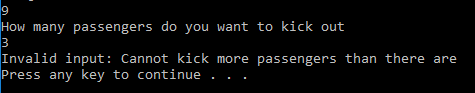 9
How many passengers do you want to kick out
3
Invalid input: Cannot kick more passengers than there are
Press any key to continue . . .